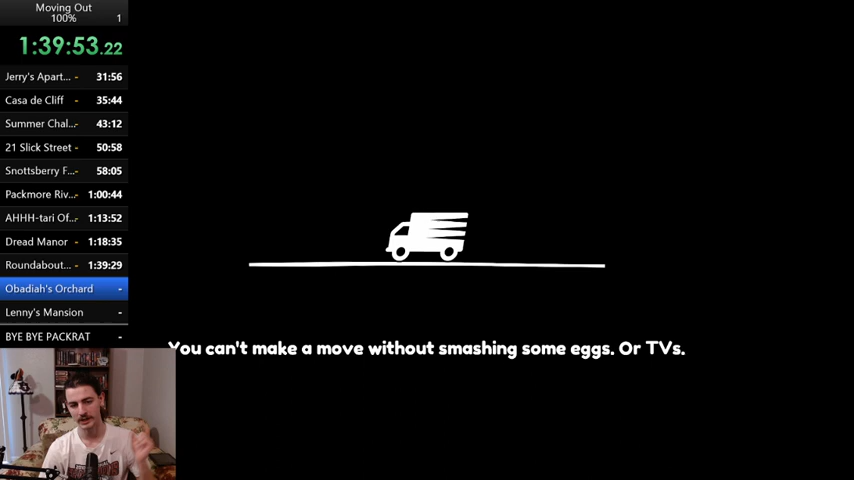 Moving Out
100% 1
1:39:53.22
Jerry's Apart... - 31:56
Casa de Cliff - 35:44
Summer Chal... - 43:12
21 Slick Street - 50:58
Snottsberry F... - 58:05
Packmore Riv... - 1:00:44
AHHH-tari Of... - 1:13:52
Dread Manor - 1:18:35
Roundabout... - 1:39:29
Obadiah's Orchard -
Lenny's Mansion -
BYE BYE PACKRAT -
You can't make a move without smashing some eggs. Or TVs.